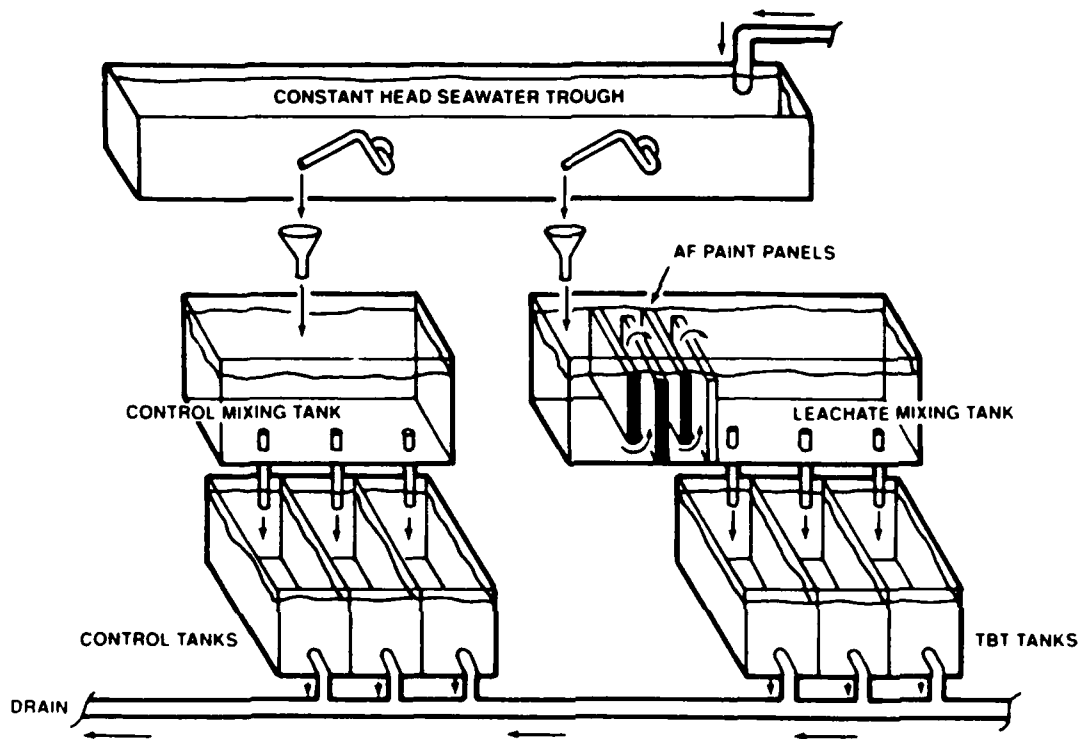 CONSTANT HEAD SEAWATER TROUGH
AF PAINT PANELS
CONTROL MIXING TANK
LEACHATE MIXING TANK
CONTROL TANKS
TBT TANKS
DRAIN